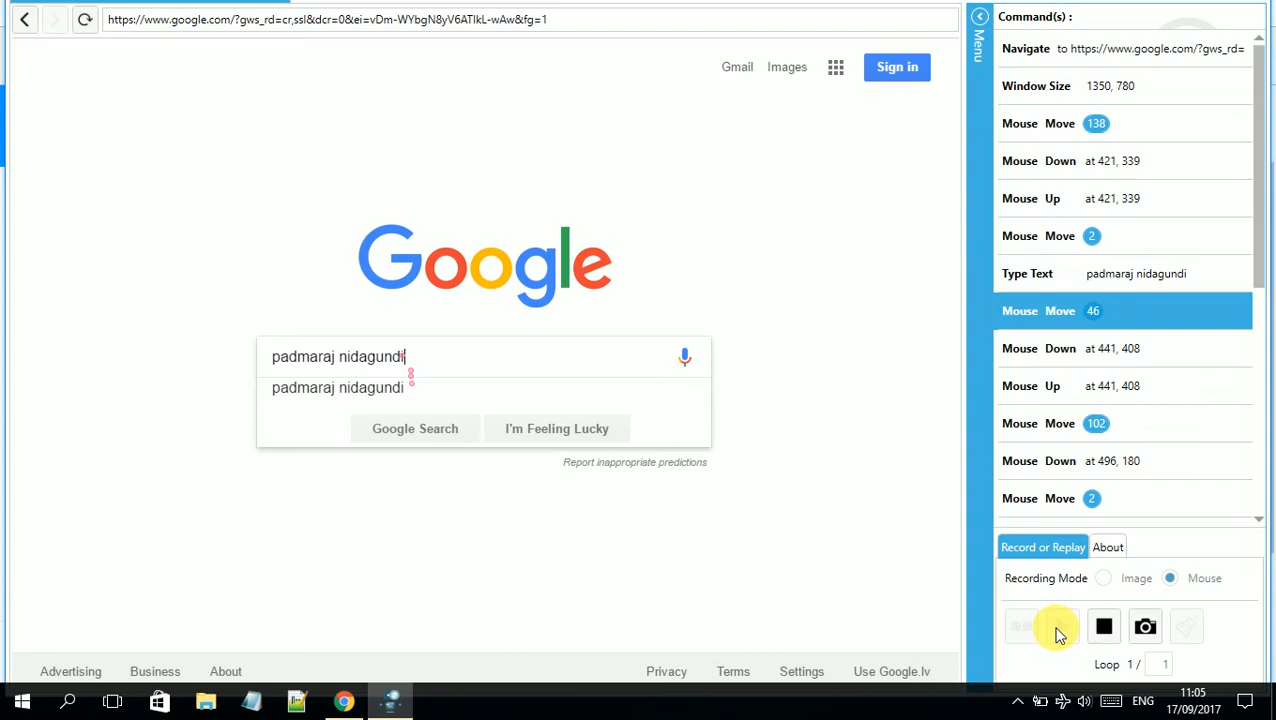 https://www.google.com/?gws_rd=cr,ssl&dcr=0&ei=vDm-WYbgN8yV6ATIkL-wAw&fg=1
Gmail Images Sign in
Google
padmaraj nidagundi
padmaraj nidagundi
Google Search I'm Feeling Lucky
Report inappropriate predictions
Advertising Business About Privacy Terms Settings Use Google.lv
Menu
Command(s) :
Navigate to https://www.google.com/?gws_rd=
Window Size 1350, 780
Mouse Move 138
Mouse Down at 421, 339
Mouse Up at 421, 339
Mouse Move 2
Type Text padmaraj nidagundi
Mouse Move 46
Mouse Down at 441, 408
Mouse Up at 441, 408
Mouse Move 102
Mouse Down at 496, 180
Mouse Move 2
Record or Replay About
Recording Mode Image Mouse
Loop 1 / 1
ENG 11:05
17/09/2017